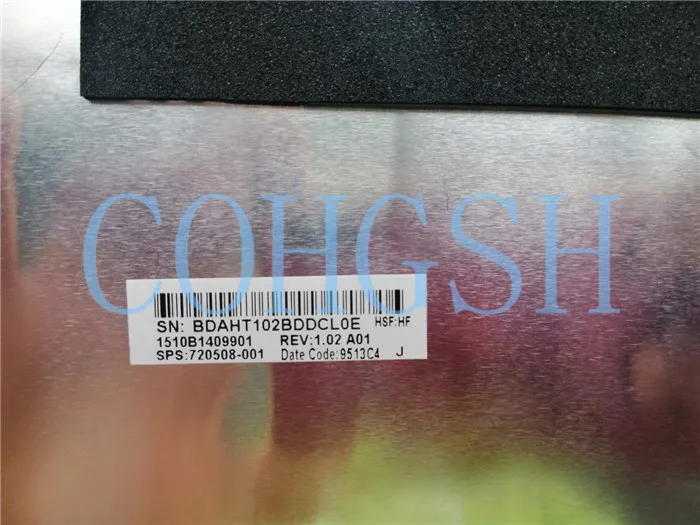 COHGSH
SN: BDAHT102BDDCL0E HSF:HF
1510B1409901 REV:1.02 A01
SPS:720508-001 Date Code:9513C4 J